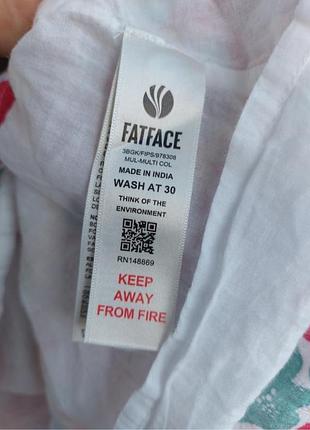 FATFACE
3BGK/FIPS/978308
MUL-MULTI COL
MADE IN INDIA
WASH AT 30
THINK OF THE
ENVIRONMENT
RN148869
KEEP
AWAY
FROM FIRE